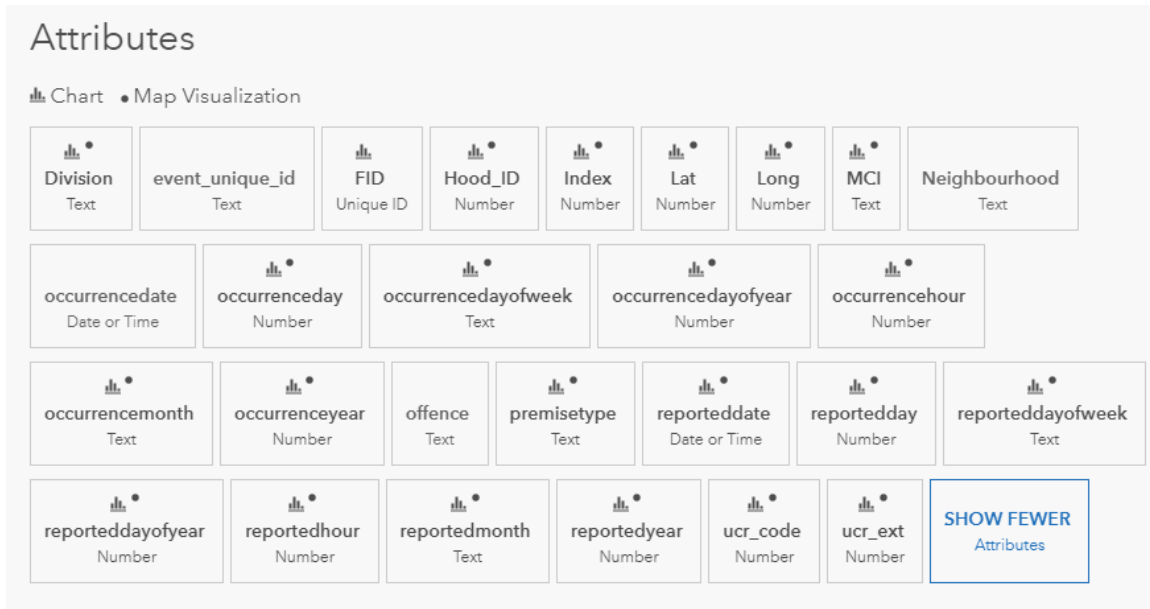 Attributes
Chart Map Visualization
Division event_unique_id FID Hood_ID Index Lat Long MCI Neighbourhood
Text Text Unique ID Number Number Number Number Text Text
occurrencedate occurrenceday occurrencedayofweek occurrencedayofyear occurrencehour
Date or Time Number Text Number Number
occurrencemonth occurrenceyear offence premisetype reporteddate reportedday reporteddayofweek
Text Number Text Text Date or Time Number Text
reporteddayofyear reportedhour reportedmonth reportedyear ucr_code ucr_ext SHOW FEWER
Number Number Text Number Number Number Attributes